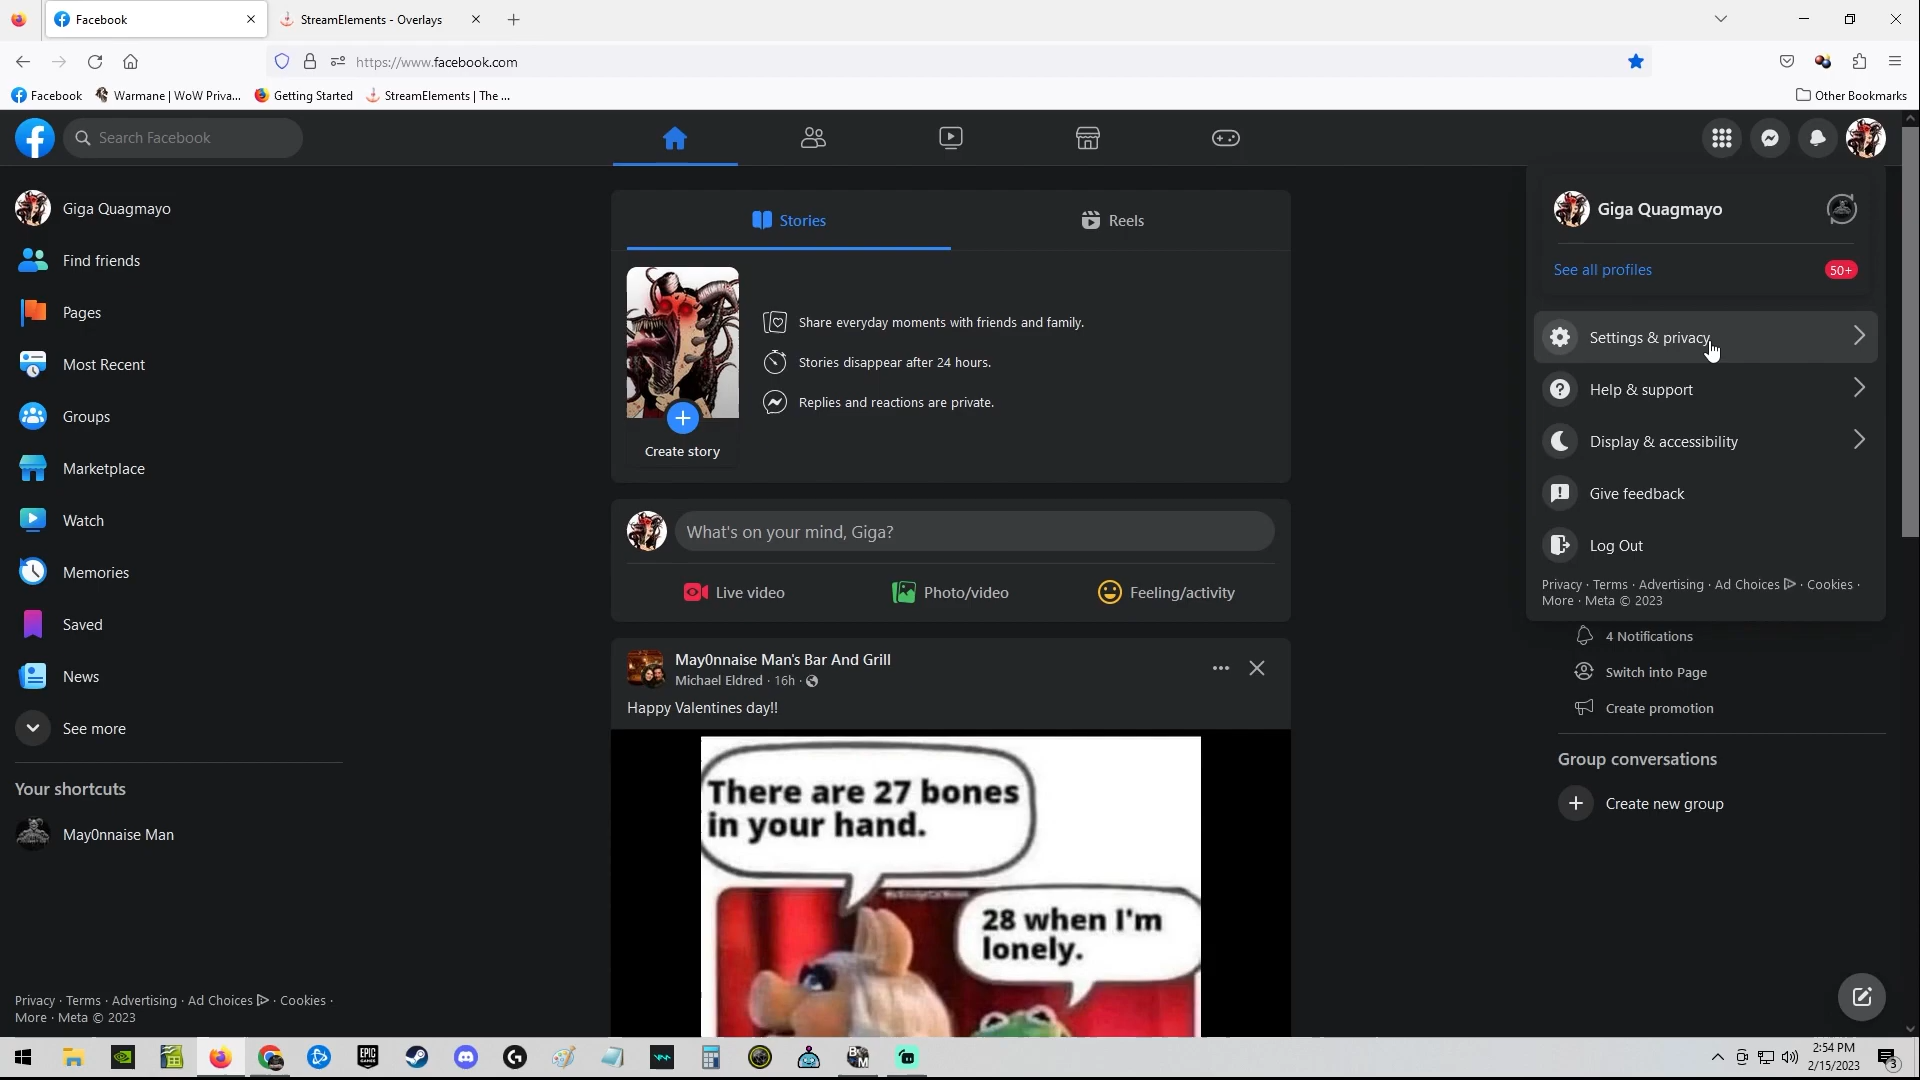 Facebook
StreamElements - Overlays
https://www.facebook.com
Facebook
Warmane | WoW Priva...
Getting Started
StreamElements | The ...
Other Bookmarks
Search Facebook
Giga Quagmayo
Find friends
Pages
Most Recent
Groups
Marketplace
Watch
Memories
Saved
News
See more
Your shortcuts
May0nnaise Man
Privacy · Terms · Advertising · Ad Choices · Cookies ·
More · Meta © 2023
Stories
Reels
Share everyday moments with friends and family.
Stories disappear after 24 hours.
Replies and reactions are private.
Create story
What's on your mind, Giga?
Live video
Photo/video
Feeling/activity
May0nnaise Man's Bar And Grill
Michael Eldred · 16h ·
Happy Valentines day!!
There are 27 bones
in your hand.
28 when I'm
lonely.
Giga Quagmayo
See all profiles
50+
Settings & privacy
Help & support
Display & accessibility
Give feedback
Log Out
Privacy · Terms · Advertising · Ad Choices · Cookies ·
More · Meta © 2023
4 Notifications
Switch into Page
Create promotion
Group conversations
Create new group
EPIC
GAMES
2:54 PM
2/15/2023
3